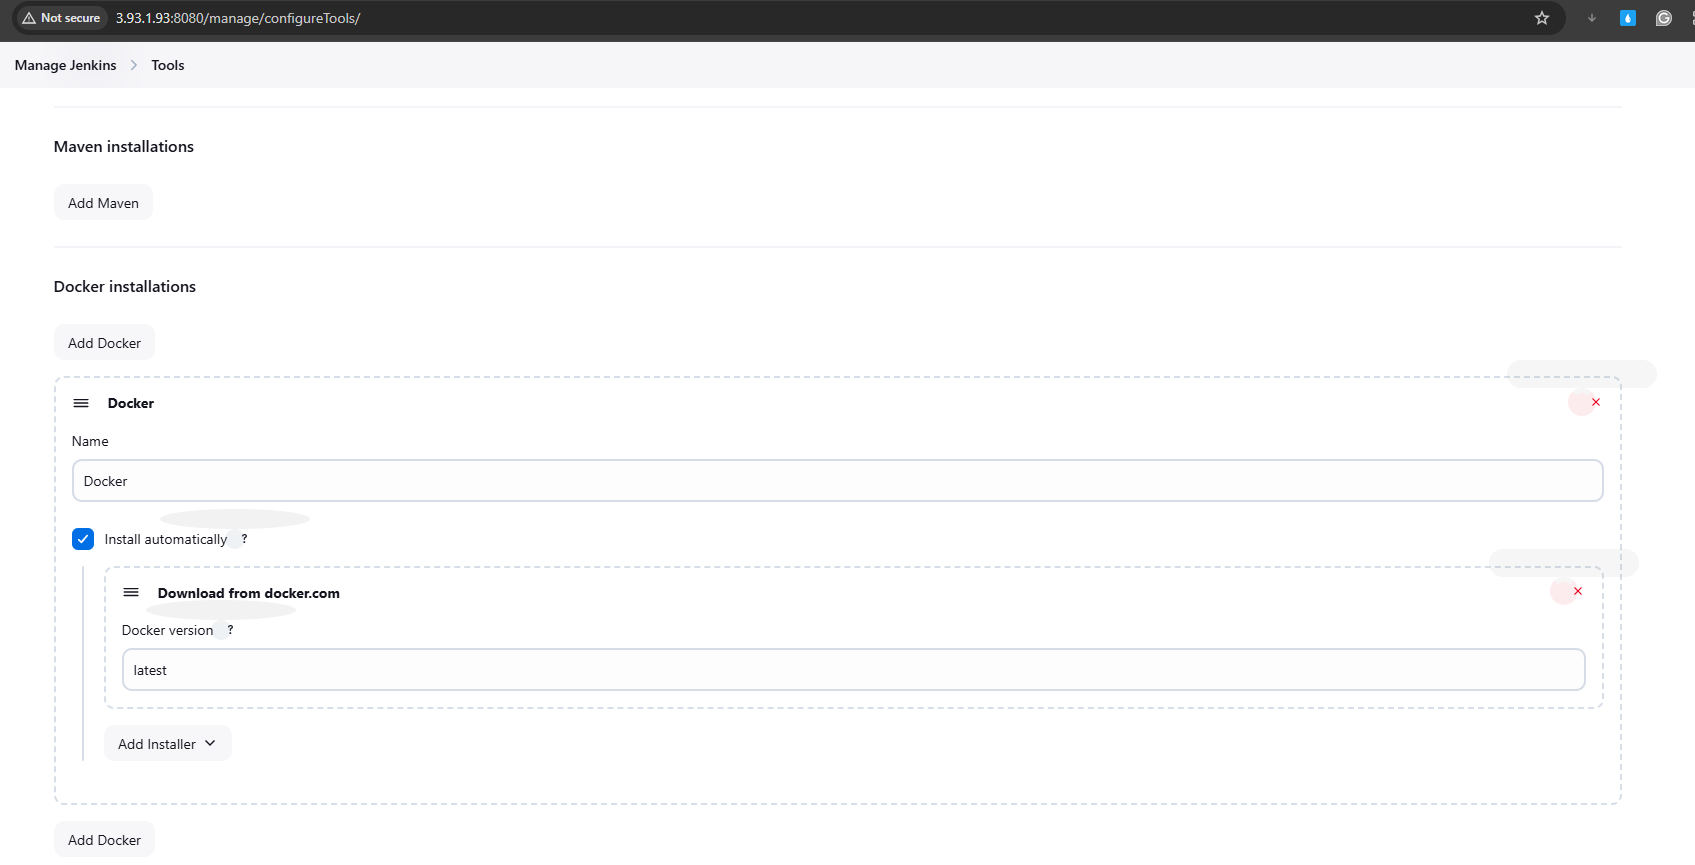 Not secure 3.93.1.93:8080/manage/configureTools/
Manage Jenkins > Tools
Maven installations
Add Maven
Docker installations
Add Docker
Docker
Name
Docker
Install automatically ?
Download from docker.com
Docker version ?
latest
Add Installer
Add Docker